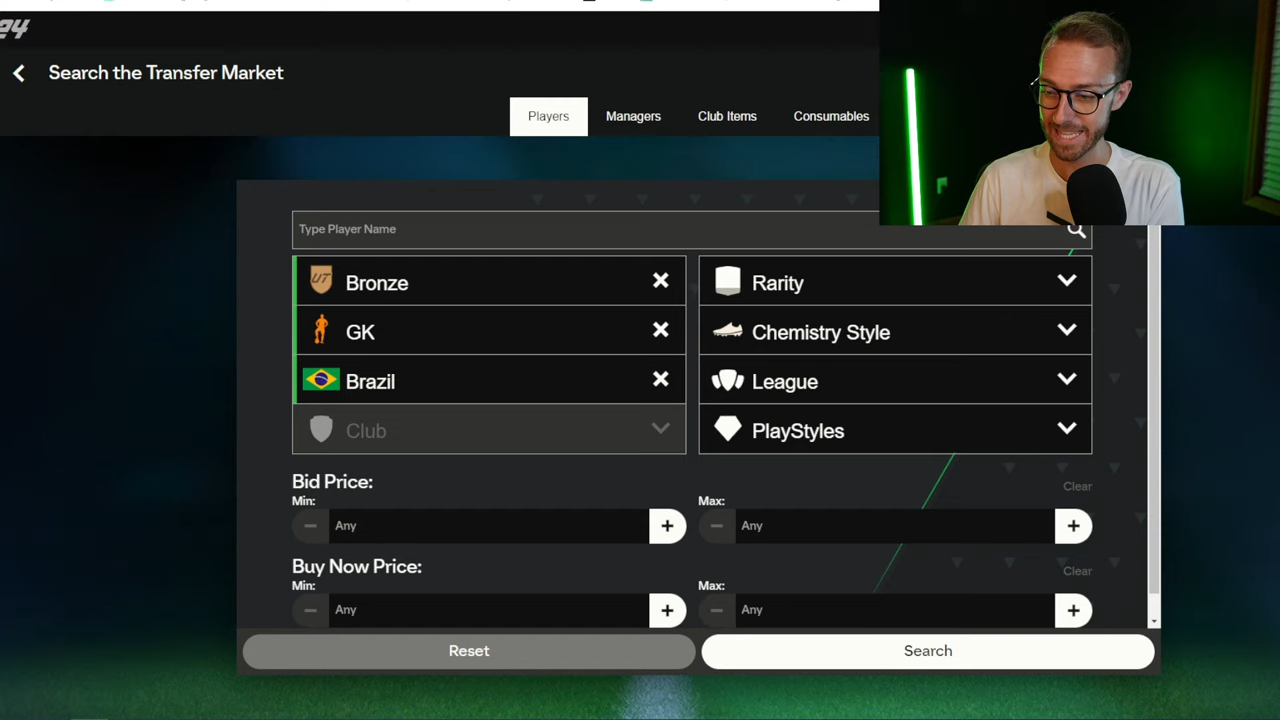 24
Search the Transfer Market
Players Managers Club Items Consumables
Type Player Name
UT Bronze Rarity
GK Chemistry Style
Brazil League
Club PlayStyles
Bid Price: Clear
Min: Max:
Any Any
Buy Now Price: Clear
Min: Max:
Any Any
Reset Search